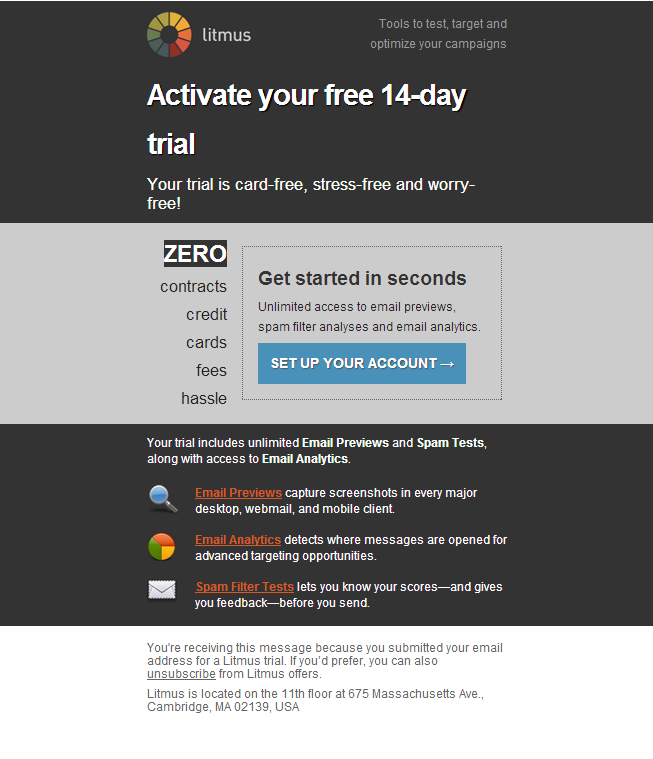 litmus
Tools to test, target and
optimize your campaigns
Activate your free 14-day
trial
Your trial is card-free, stress-free and worry-
free!
ZERO
contracts
credit
cards
fees
hassle
Get started in seconds
Unlimited access to email previews,
spam filter analyses and email analytics.
SET UP YOUR ACCOUNT→
Your trial includes unlimited Email Previews and Spam Tests,
along with access to Email Analytics.
Email Previews capture screenshots in every major
desktop, webmail, and mobile client.
Email Analytics detects where messages are opened for
advanced targeting opportunities.
Spam Filter Tests lets you know your scores—and gives
you feedback—before you send.
You're receiving this message because you submitted your email
address for a Litmus trial. If you'd prefer, you can also
unsubscribe from Litmus offers.
Litmus is located on the 11th floor at 675 Massachusetts Ave.,
Cambridge, MA 02139, USA